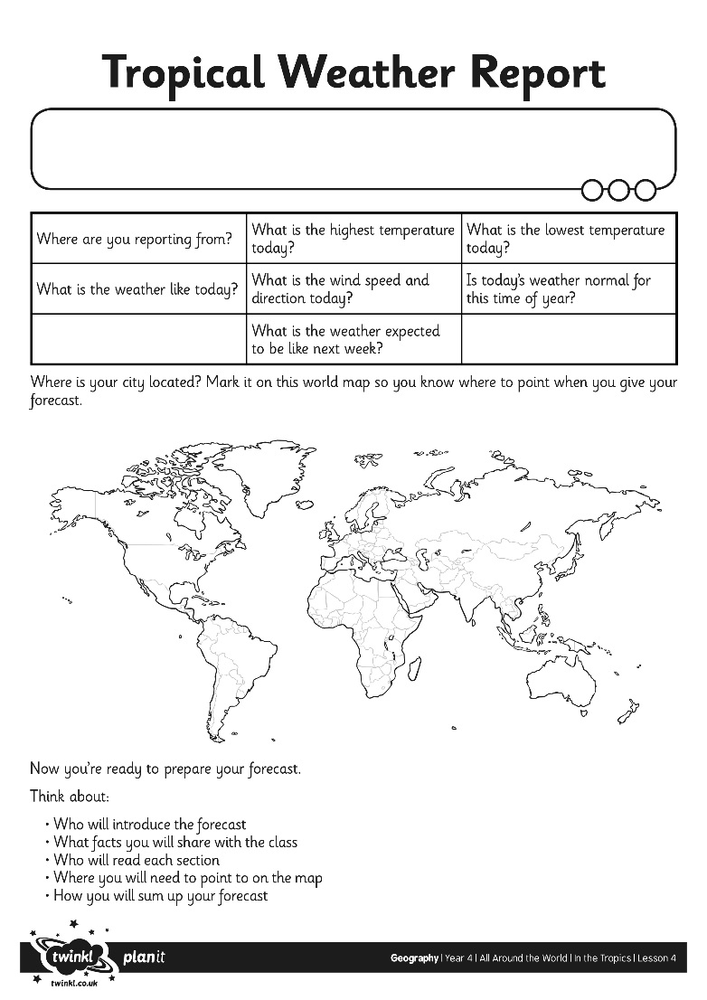 Tropical Weather Report
Where are you reporting from?
What is the highest temperature
today?
What is the lowest temperature
today?
What is the weather like today?
What is the wind speed and
direction today?
Is today's weather normal for
this time of year?
What is the weather expected
to be like next week?
Where is your city located? Mark it on this world map so you know where to point when you give your
forecast.
Now you're ready to prepare your forecast.
Think about:
• Who will introduce the forecast
• What facts you will share with the class
• Who will read each section
• Where you will need to point to on the map
• How you will sum up your forecast
twinkl planit
twinkl.co.uk
Geography | Year 4 | All Around the World | In the Tropics | Lesson 4